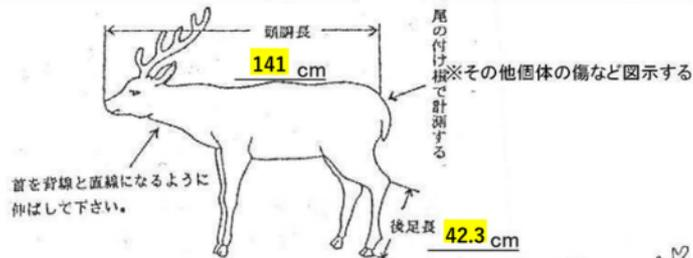 頭胴長
141 cm
尾の付け根で計測する
※その他個体の傷など図示する
首を背線と直線になるように
伸ばして下さい。
後足長 42.3 cm